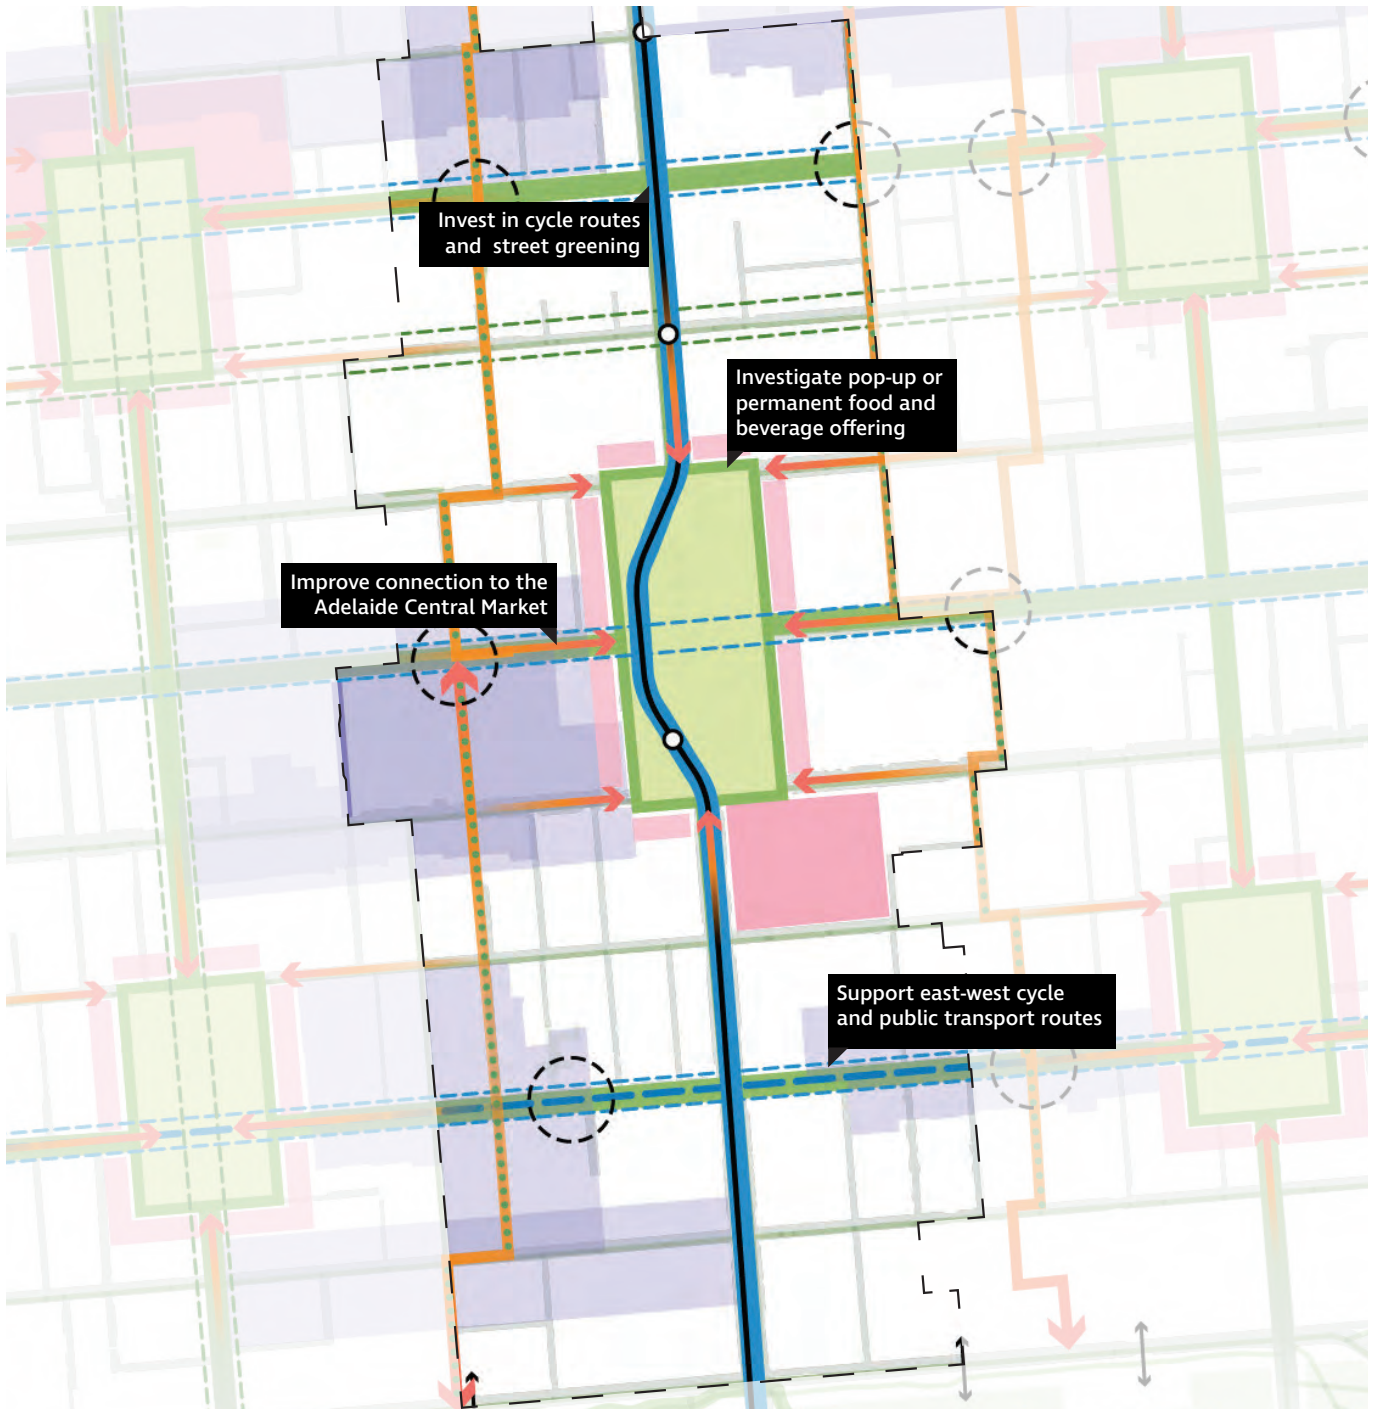 Invest in cycle routes
and  street greening
Investigate pop-up or
permanent food and
beverage offering
Improve connection to the
Adelaide Central Market
Support east-west cycle
and public transport routes